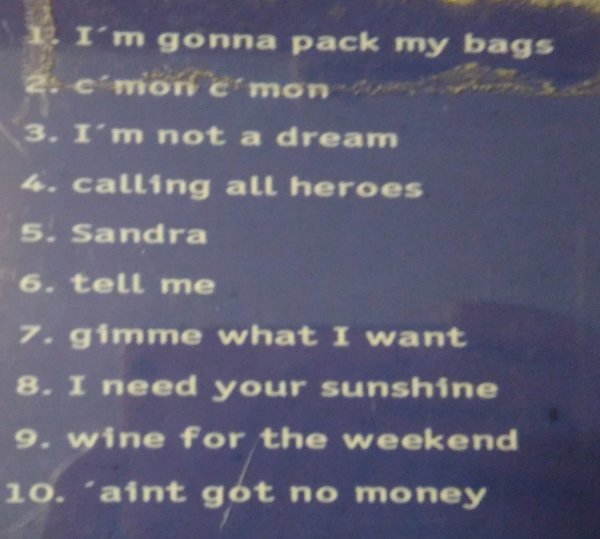 1. I´m gonna pack my bags
2. c´mon c´mon
3. I´m not a dream
4. calling all heroes
5. Sandra
6. tell me
7. gimme what I want
8. I need your sunshine
9. wine for the weekend
10. ´aint got no money